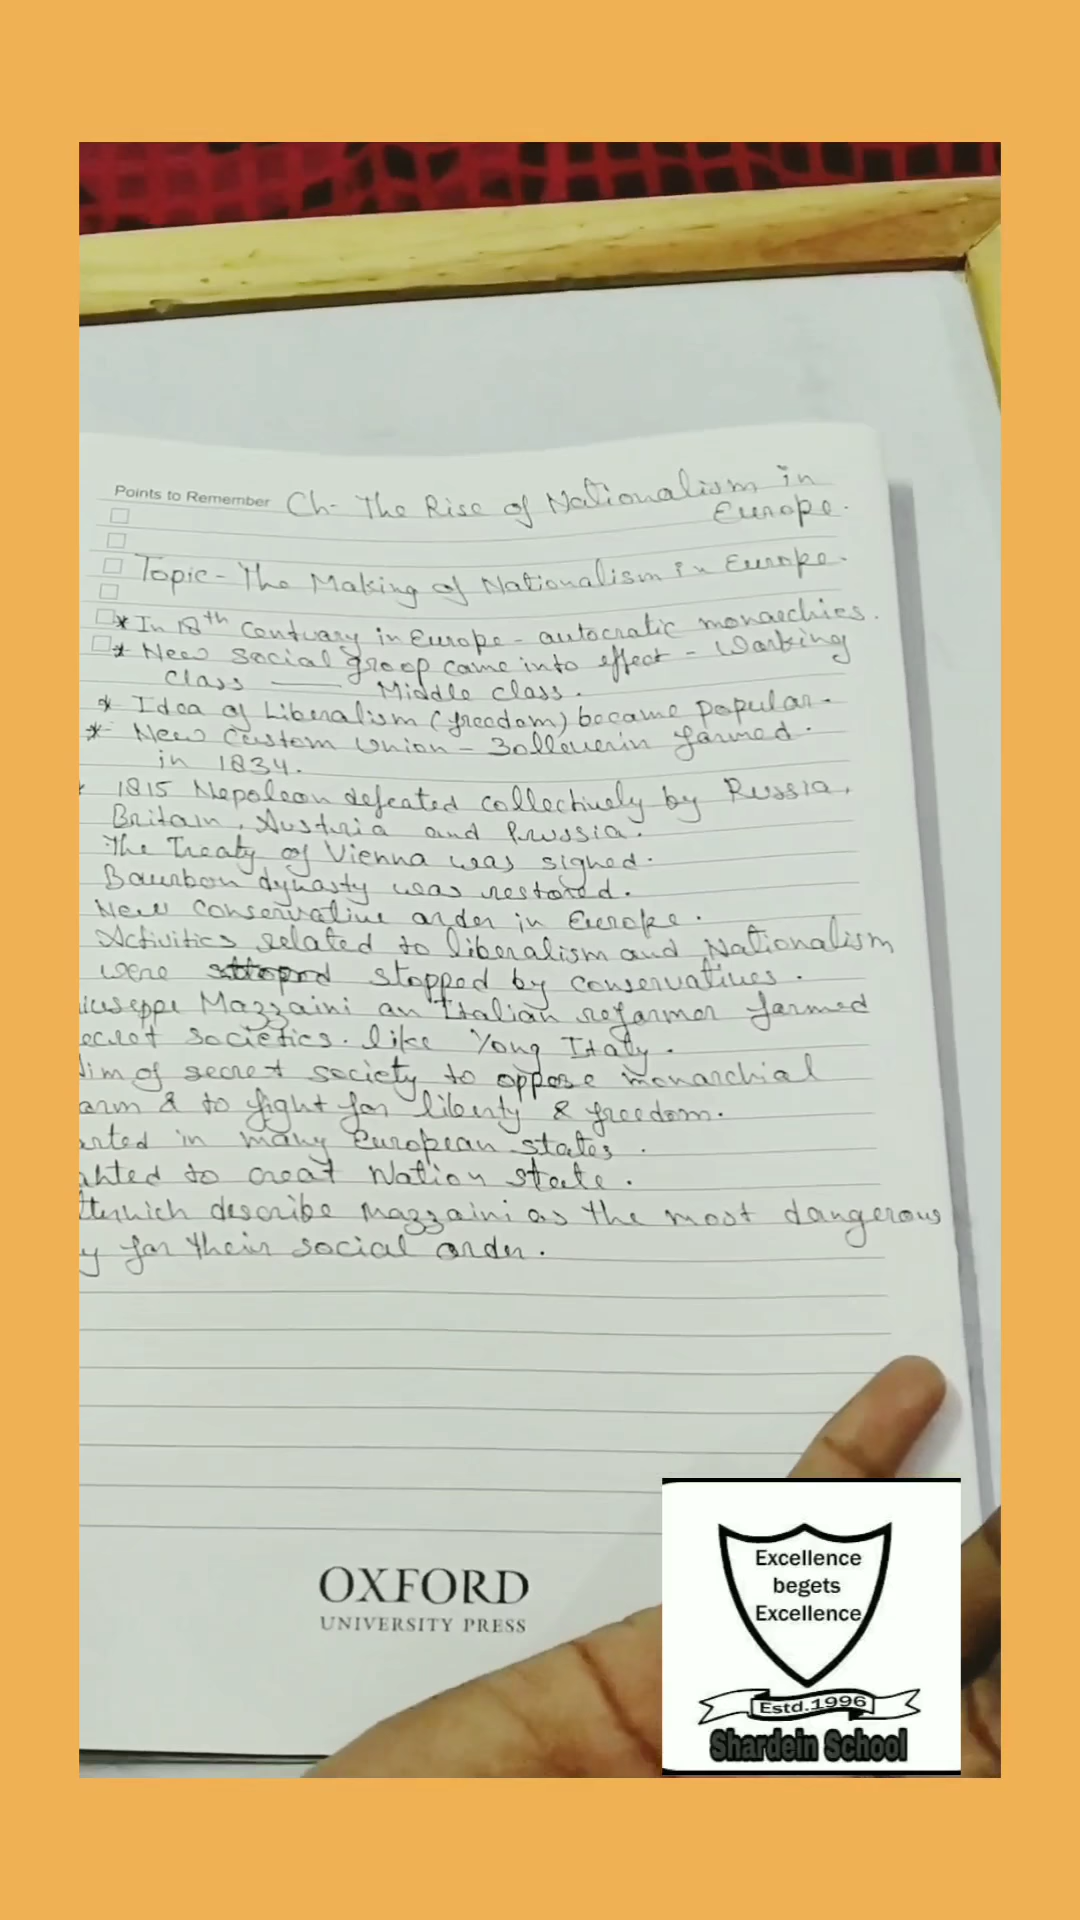 Points to Remember Ch- The Rise of Nationalism in
Europe.
Topic - The Making of Nationalism in Europe.
* In 18th Centuary in Europe - autocratic monarchies.
* New social groop came into effect - Working
Class —— Middle class.
* Idea of Liberalism (freedom) became popular.
* New Custom Union - Zolleverin formed.
in 1834.
1815 Nepoleon defeated collectively by Russia,
Britain, Austria and Prussia.
The Treaty of Vienna was signed.
Bourbon dynasty was restored.
New Conservative order in Europe.
Activities related to liberalism and Nationalism
were stopped by conservatives.
iuseppe Mazzaini an Italian reformer formed
ecret societies. like Yong Italy.
im of secret society to oppose monarchial
orm & to fight for liberty & freedom.
arted in many European states.
anted to creat Nation state.
tternich describe Mazzaini as the most dangerous
y for their social order.
OXFORD
UNIVERSITY PRESS
Excellence
begets
Excellence
Estd.1996
Shardein School